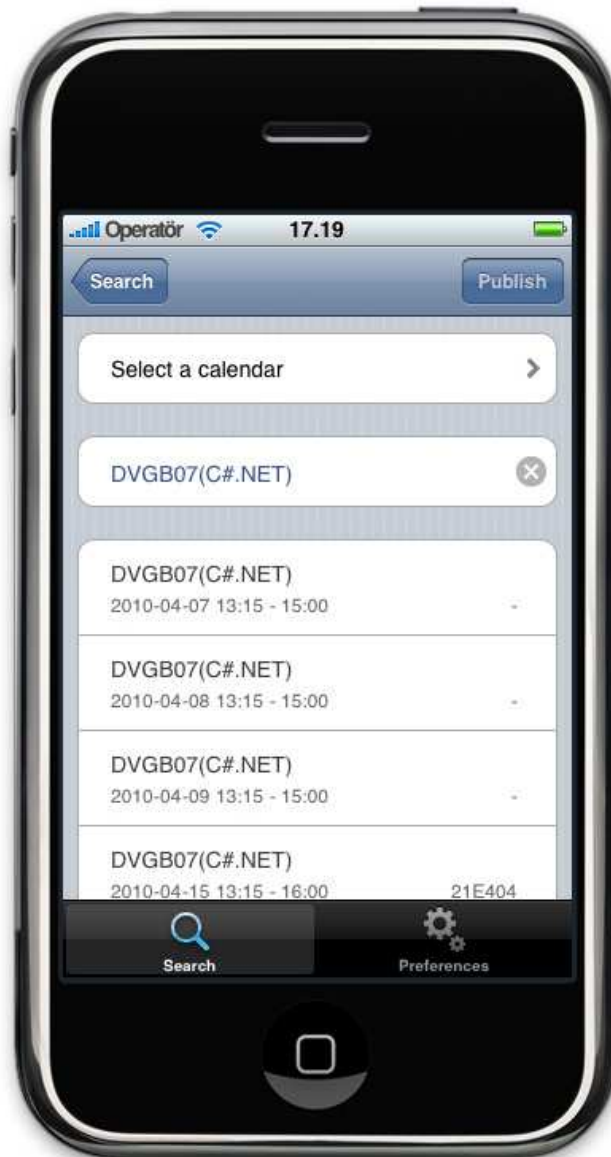 Operatör 17.19
Search Publish
Select a calendar
DVGB07(C#.NET)
DVGB07(C#.NET)
2010-04-07 13:15 - 15:00 -
DVGB07(C#.NET)
2010-04-08 13:15 - 15:00 -
DVGB07(C#.NET)
2010-04-09 13:15 - 15:00 -
DVGB07(C#.NET)
2010-04-15 13:15 - 16:00 21E404
Search Preferences